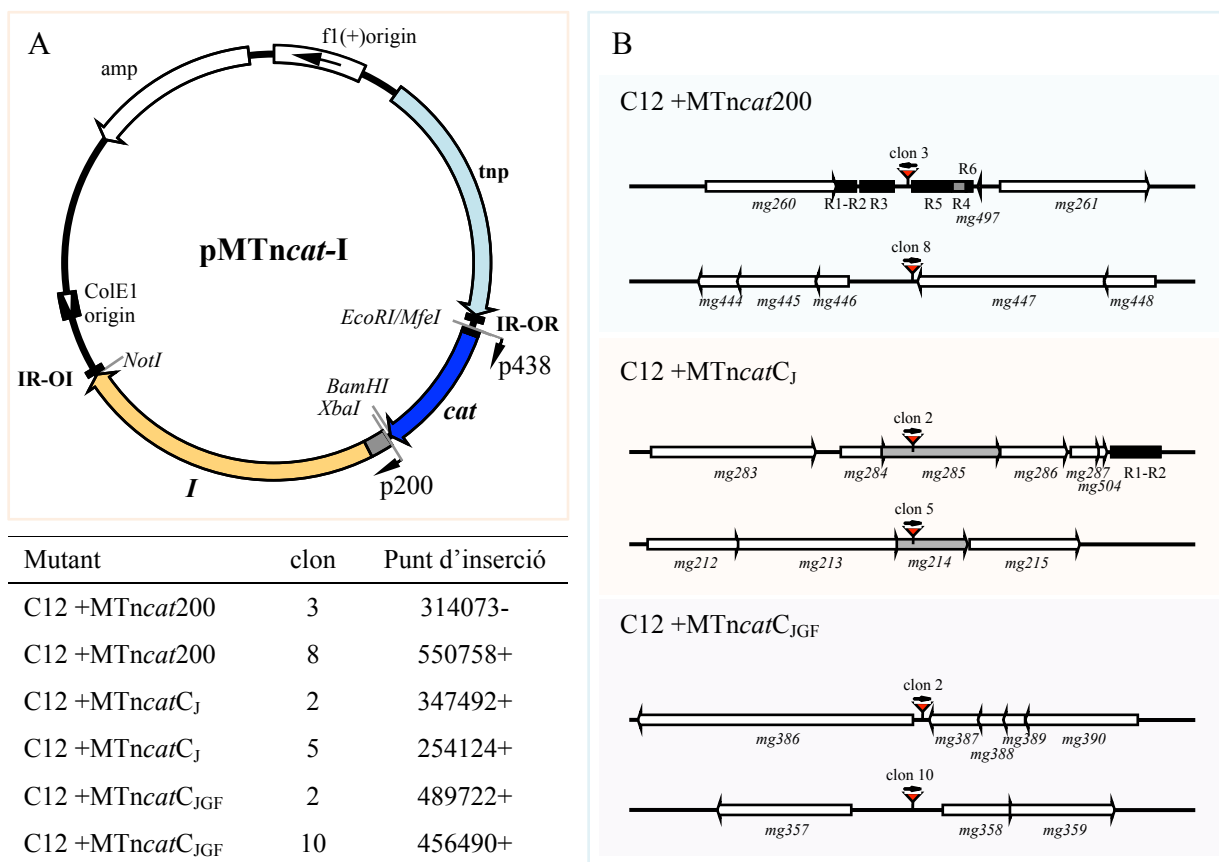 A
f1(+)origin
amp
tnp
pMTncat-I
ColE1
origin
EcoRI/MfeI
IR-OR
p438
NotI
IR-OI
BamHI
XbaI
cat
I
p200
Mutant clon Punt d’inserció
C12 +MTncat200 3 314073-
C12 +MTncat200 8 550758+
C12 +MTncatCJ 2 347492+
C12 +MTncatCJ 5 254124+
C12 +MTncatCJGF 2 489722+
C12 +MTncatCJGF 10 456490+
B
C12 +MTncat200
clon 3
R6
mg260 R1-R2 R3 R5 R4 mg261
mg497
clon 8
mg444 mg445 mg446 mg447 mg448
C12 +MTncatCJ
clon 2
mg283 mg284 mg285 mg286 mg287 R1-R2
mg504
clon 5
mg212 mg213 mg214 mg215
C12 +MTncatCJGF
clon 2
mg386 mg387 mg389 mg390
mg388
clon 10
mg357 mg358 mg359